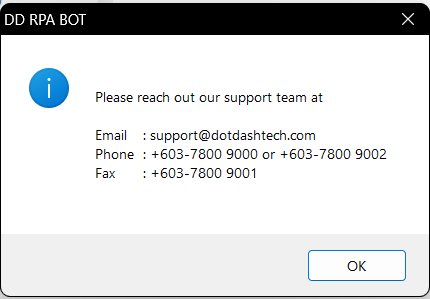 DD RPA BOT
Please reach out our support team at
Email : support@dotdashtech.com
Phone : +603-7800 9000 or +603-7800 9002
Fax : +603-7800 9001
OK